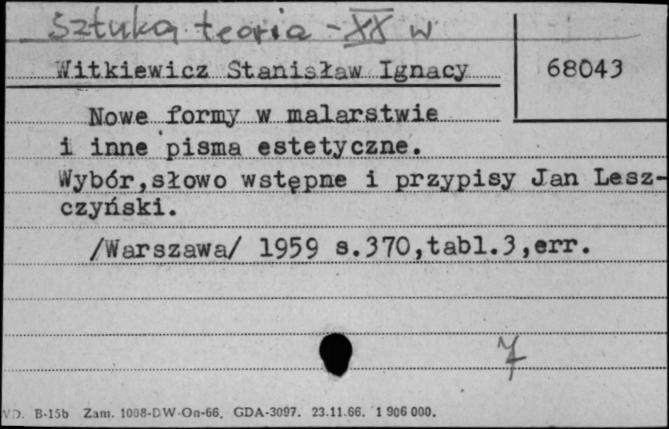 Sztuka teoria - XX w
Witkiewicz Stanisław Ignacy
68043
Nowe formy w malarstwie
i inne pisma estetyczne.
Wybór,słowo wstępne i przypisy Jan Lesz-
czyński.
/Warszawa/ 1959 s.370,tabl.3,err.
7
B-15b Zam. 1008-DW-On-66. GDA-3097. 23.11.66. 1 906 000.